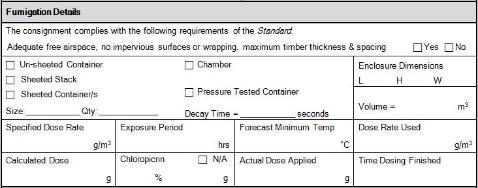 Fumigation Details
The consignment complies with the following requirements of the Standard:
Adequate free airspace, no impervious surfaces or wrapping, maximum timber thickness & spacing ☐ Yes ☐ No
☐ Un-sheeted Container ☐ Chamber Enclosure Dimensions
☐ Sheeted Stack L H W
☐ Sheeted Container/s ☐ Pressure Tested Container
Size:____________ Qty:__________ Decay Time = ____________ seconds Volume = m³
Specified Dose Rate Exposure Period Forecast Minimum Temp Dose Rate Used
g/m³ hrs °C g/m³
Calculated Dose Chloropicrin ☐ N/A Actual Dose Applied Time Dosing Finished
g % g g